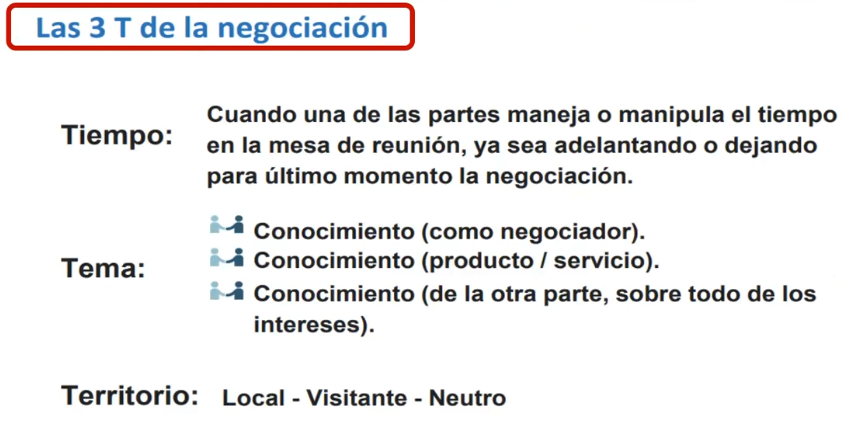 Las 3 T de la negociación
Tiempo:
Cuando una de las partes maneja o manipula el tiempo
en la mesa de reunión, ya sea adelantando o dejando
para último momento la negociación.
Tema:
Conocimiento (como negociador).
Conocimiento (producto / servicio).
Conocimiento (de la otra parte, sobre todo de los
intereses).
Territorio:
Local - Visitante - Neutro